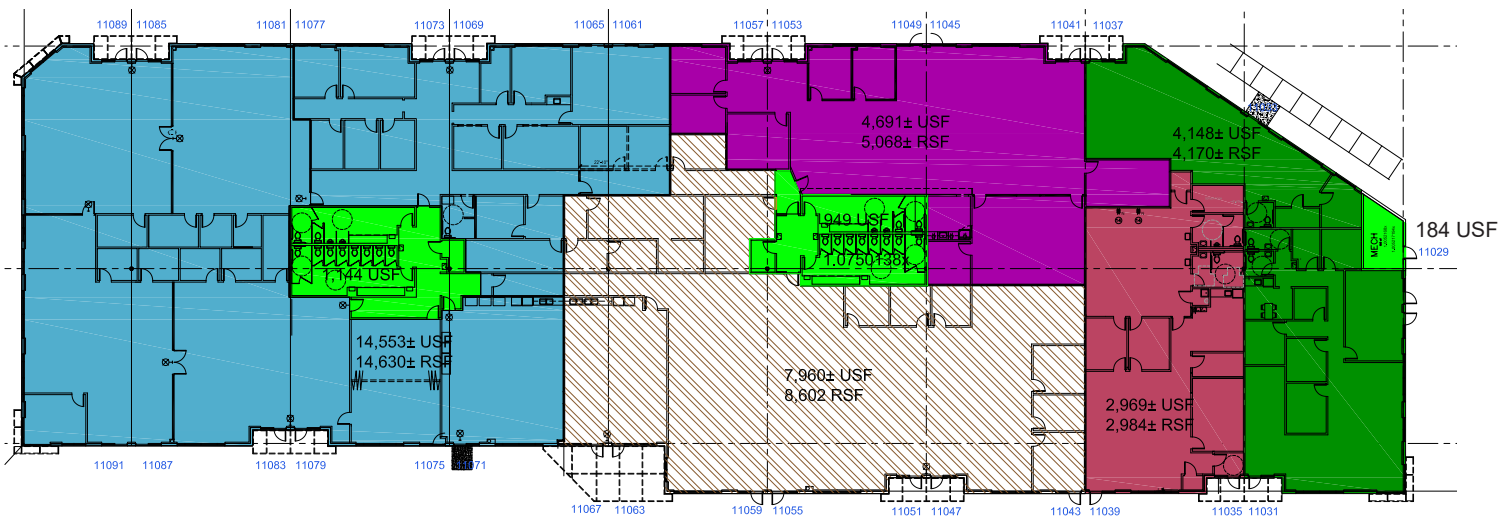 11089 11085
11081 11077
11073 11069
11065 11061
11057 11053
11049 11045
11041 11037
4,691± USF
5,068± RSF
4,148± USF
4,170± RSF
949 USF
1.0750138x
1,144 USF
MECH
184 USF
11029
14,553± USF
14,630± RSF
7,960± USF
8,602 RSF
2,969± USF
2,984± RSF
11091 11087
11083 11079
11075 11071
11067 11063
11059 11055
11051 11047
11043 11039
11035 11031